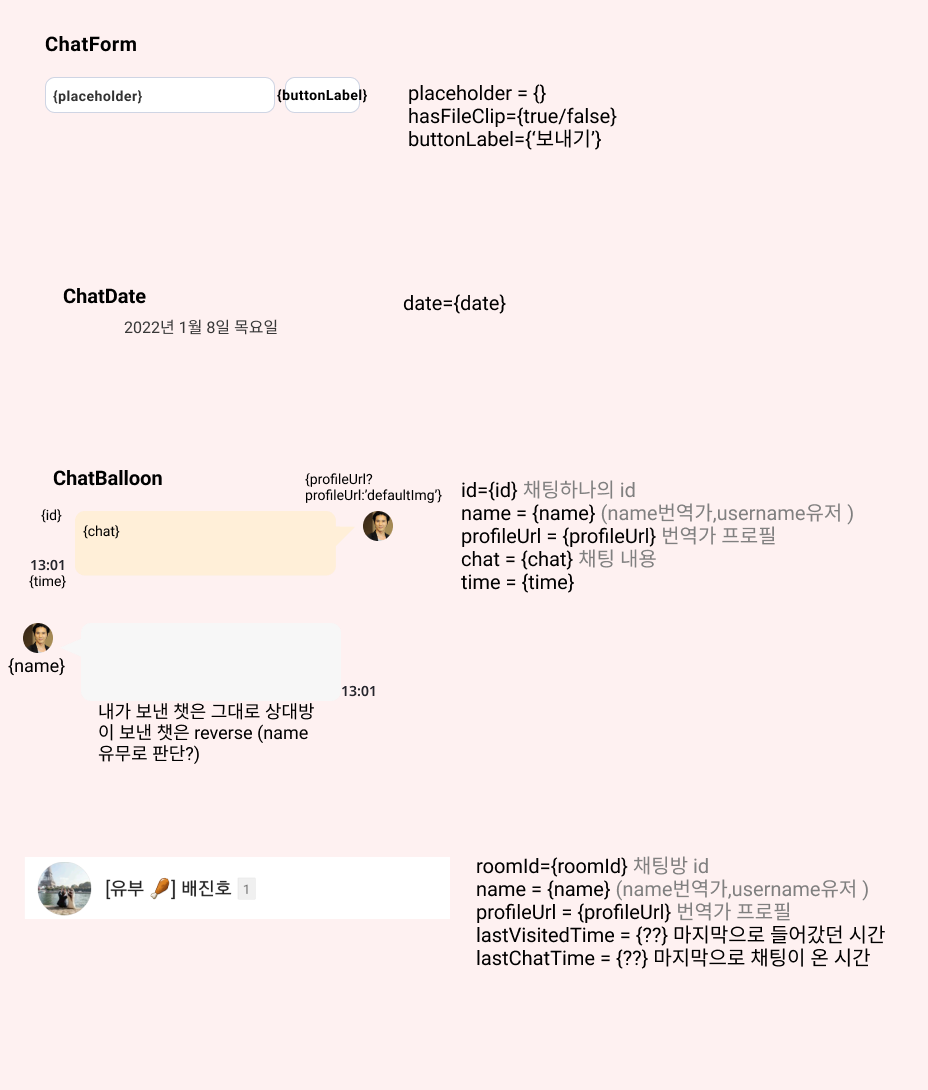 ChatForm
{placeholder}
{buttonLabel}
placeholder = {}
hasFileClip={true/false}
buttonLabel={‘보내기’}
ChatDate
2022년 1월 8일 목요일
date={date}
ChatBalloon
{profileUrl?
profileUrl:’defaultImg’}
{id}
{chat}
13:01
{time}
id={id} 채팅하나의 id
name = {name} (name번역가,username유저 )
profileUrl = {profileUrl} 번역가 프로필
chat = {chat} 채팅 내용
time = {time}
{name}
13:01
내가 보낸 챗은 그대로 상대방
이 보낸 챗은 reverse (name
유무로 판단?)
[유부 🍗] 배진호 1
roomId={roomId} 채팅방 id
name = {name} (name번역가,username유저 )
profileUrl = {profileUrl} 번역가 프로필
lastVisitedTime = {??} 마지막으로 들어갔던 시간
lastChatTime = {??} 마지막으로 채팅이 온 시간